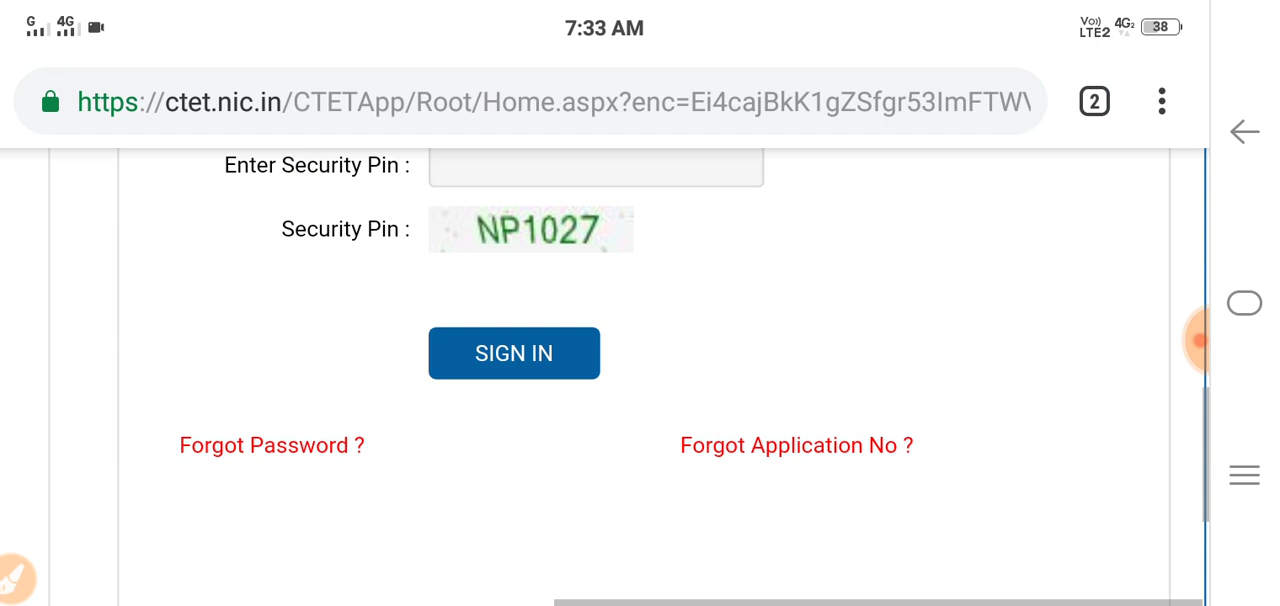 G 4G 7:33 AM Vo)) LTE2 4G2 38
https://ctet.nic.in/CTETApp/Root/Home.aspx?enc=Ei4cajBkK1gZSfgr53ImFTW 2
Enter Security Pin :
Security Pin : NP1027
SIGN IN
Forgot Password ? Forgot Application No ?